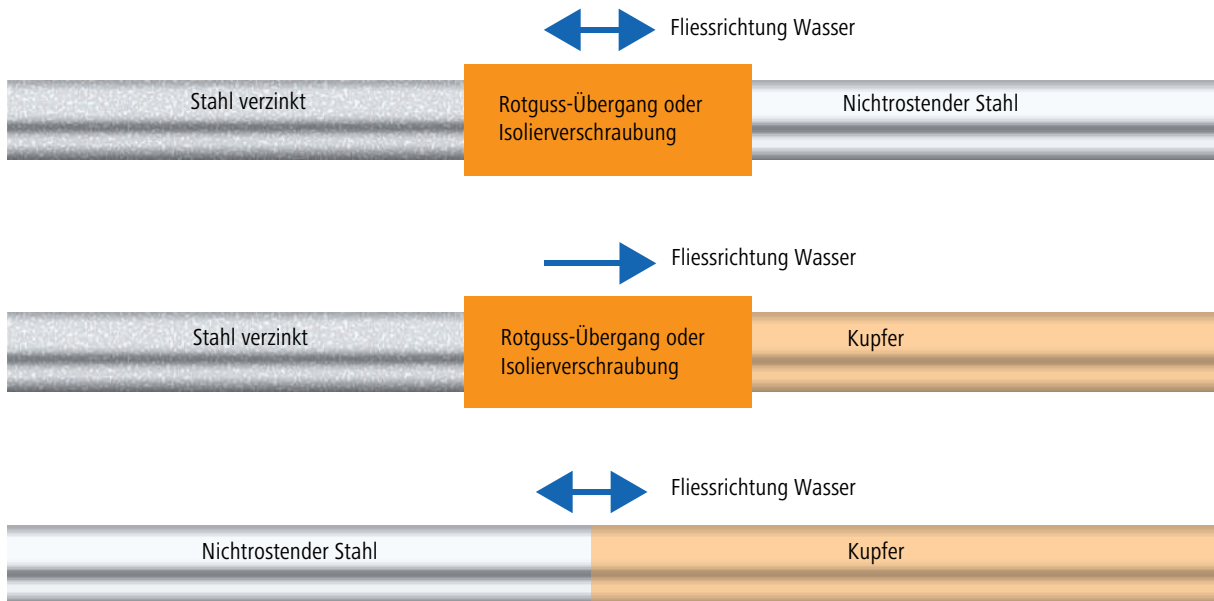 Fliessrichtung Wasser
Stahl verzinkt
Rotguss-Übergang oder
Isolierverschraubung
Nichtrostender Stahl
Fliessrichtung Wasser
Stahl verzinkt
Rotguss-Übergang oder
Isolierverschraubung
Kupfer
Fliessrichtung Wasser
Nichtrostender Stahl
Kupfer